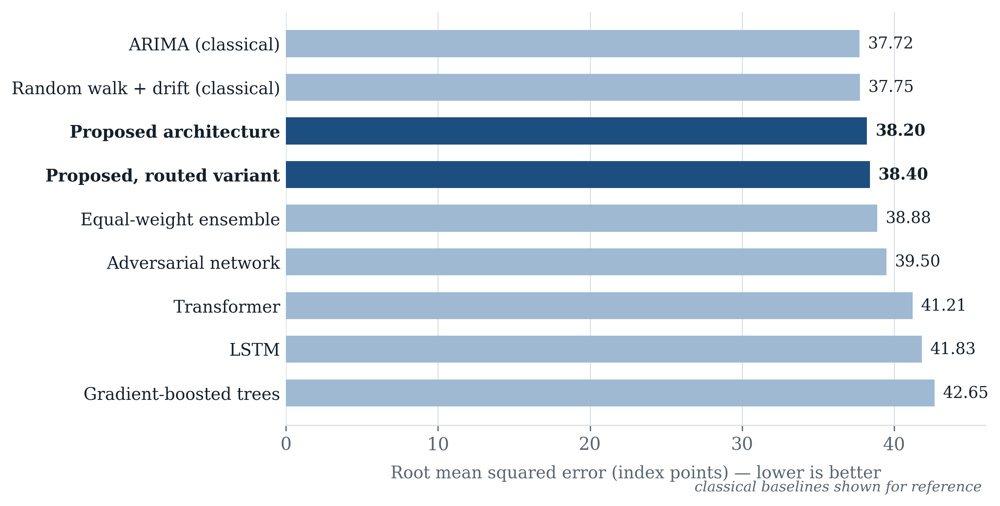 ARIMA (classical) 37.72
Random walk + drift (classical) 37.75
Proposed architecture 38.20
Proposed, routed variant 38.40
Equal-weight ensemble 38.88
Adversarial network 39.50
Transformer 41.21
LSTM 41.83
Gradient-boosted trees 42.65
0 10 20 30 40
Root mean squared error (index points) — lower is better
classical baselines shown for reference